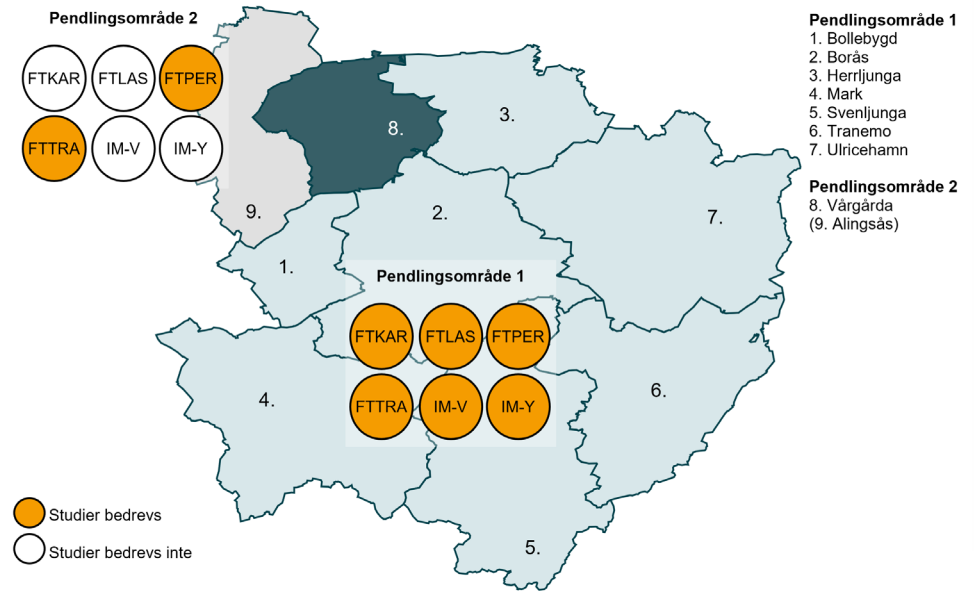 Pendlingsområde 2
FTKAR FTLAS FTPER
FTTRA IM-V IM-Y
Pendlingsområde 1
1. Bollebygd
2. Borås
3. Herrljunga
4. Mark
5. Svenljunga
6. Tranemo
7. Ulricehamn
Pendlingsområde 2
8. Vårgårda
(9. Alingsås)
3.
8.
9.
2.
7.
1.
Pendlingsområde 1
FTKAR FTLAS FTPER
FTTRA IM-V IM-Y
4.
6.
5.
Studier bedrevs
Studier bedrevs inte